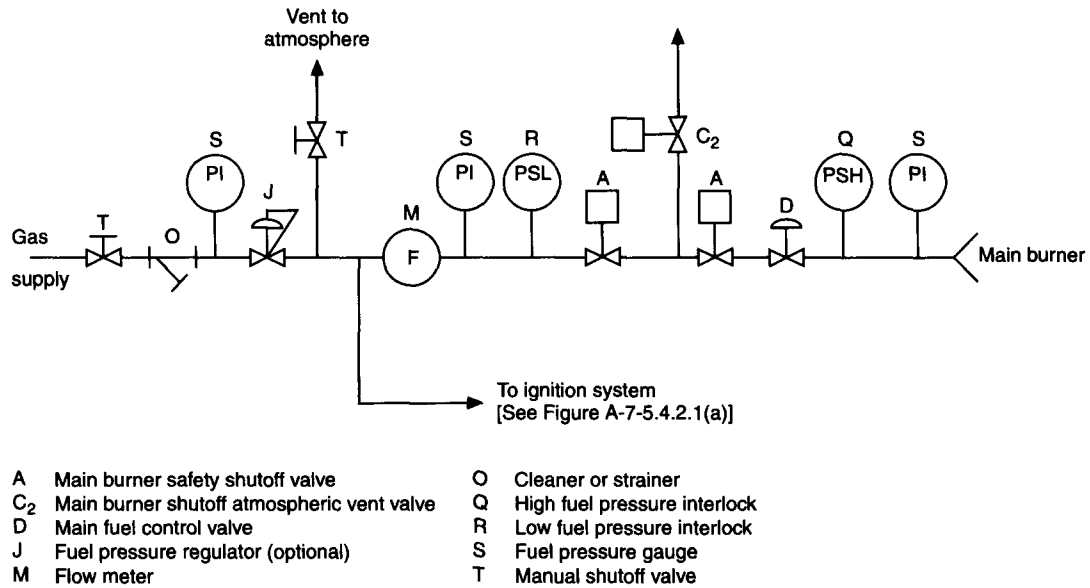 Vent to
atmosphere
T
C2
S
PI
J
S
PI
R
PSL
A
A
Q
PSH
S
PI
D
M
F
T
O
Gas
supply
Main burner
To ignition system
[See Figure A-7-5.4.2.1(a)]
A Main burner safety shutoff valve
C2 Main burner shutoff atmospheric vent valve
D Main fuel control valve
J Fuel pressure regulator (optional)
M Flow meter
O Cleaner or strainer
Q High fuel pressure interlock
R Low fuel pressure interlock
S Fuel pressure gauge
T Manual shutoff valve